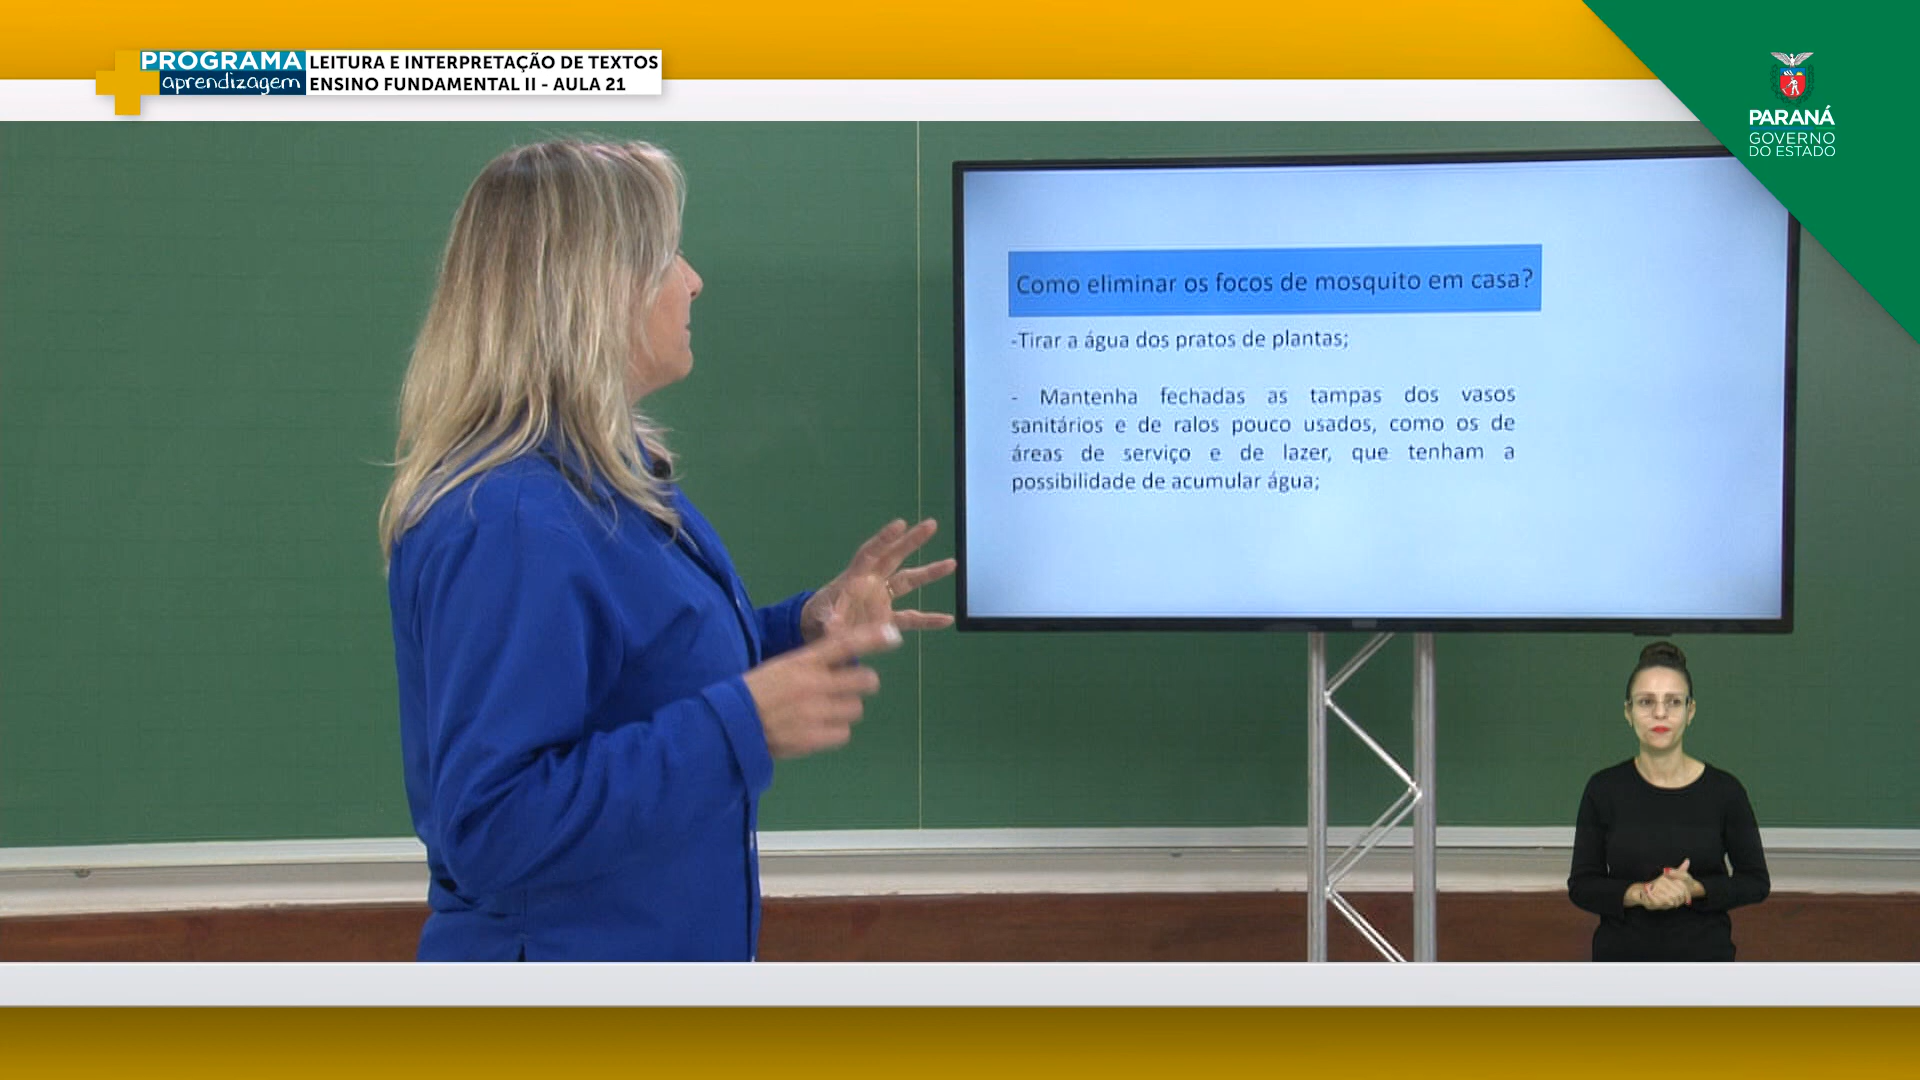 PROGRAMA
aprendizagem
LEITURA E INTERPRETAÇÃO DE TEXTOS
ENSINO FUNDAMENTAL II - AULA 21
PARANÁ
GOVERNO
DO ESTADO
Como eliminar os focos de mosquito em casa?
-Tirar a água dos pratos de plantas;
- Mantenha fechadas as tampas dos vasos
sanitários e de ralos pouco usados, como os de
áreas de serviço e de lazer, que tenham a
possibilidade de acumular água;